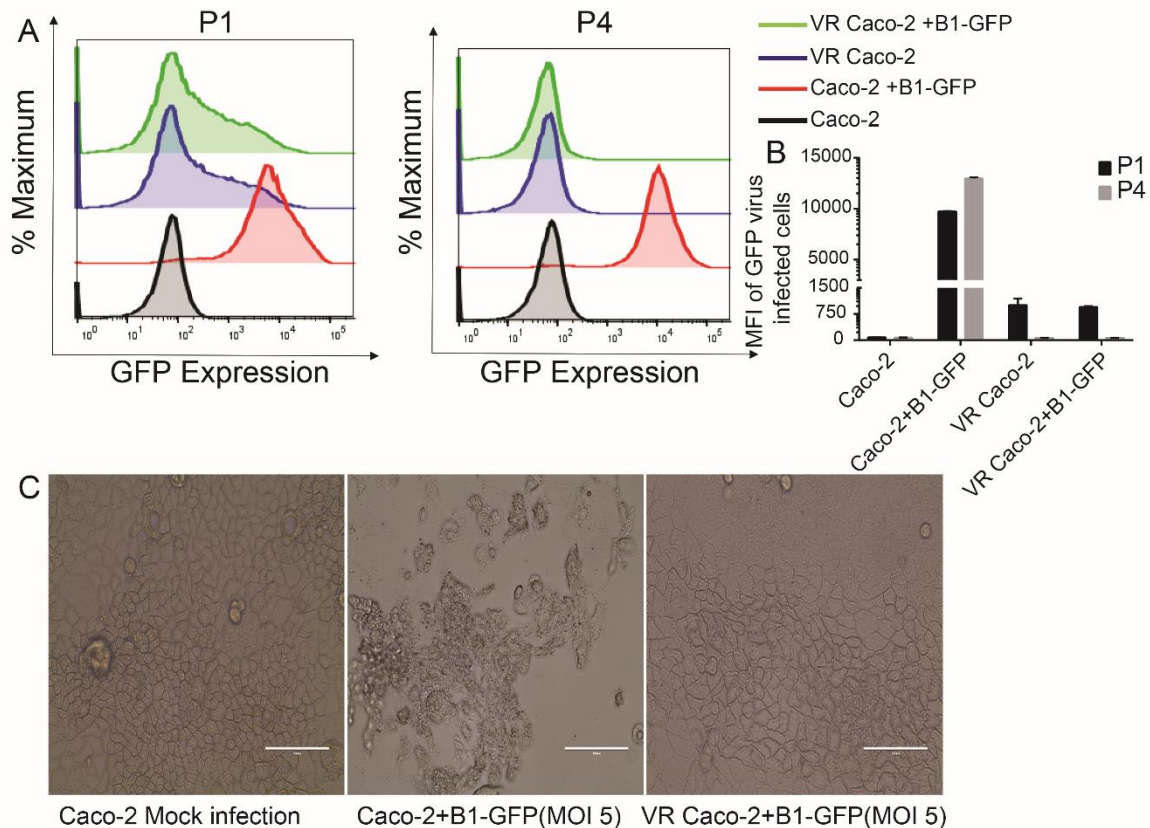 A
P1
P4
VR Caco-2 +B1-GFP
VR Caco-2
Caco-2 +B1-GFP
Caco-2
% Maximum
% Maximum
10^0 10^1 10^2 10^3 10^4 10^5
10^0 10^1 10^2 10^3 10^4 10^5
GFP Expression
GFP Expression
B
MFI of GFP virus
infected cells
15000
10000
5000
1500
750
0
P1
P4
Caco-2
Caco-2+B1-GFP
VR Caco-2
VR Caco-2+B1-GFP
C
Caco-2 Mock infection
Caco-2+B1-GFP(MOI 5)
VR Caco-2+B1-GFP(MOI 5)